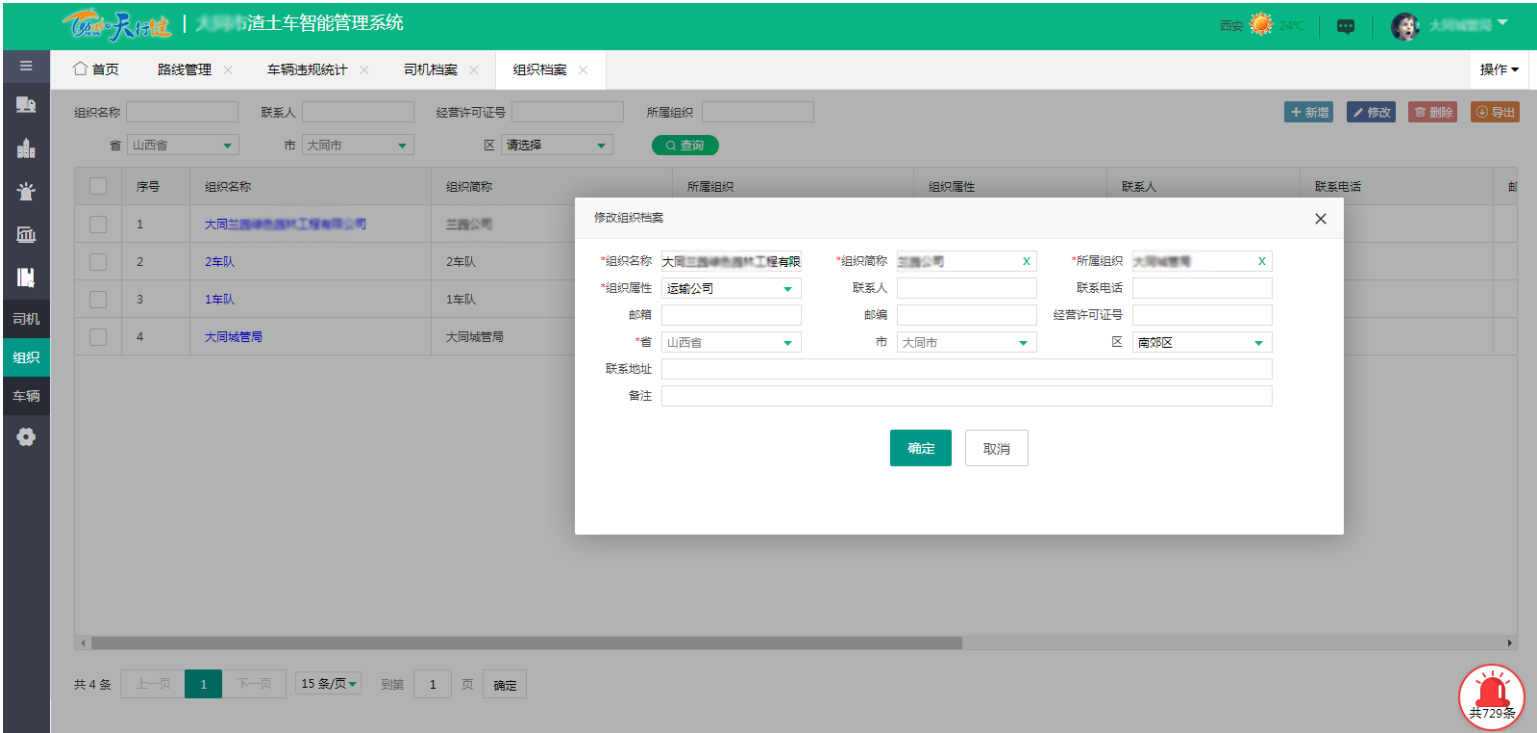 天行健 | 渣土车智能管理系统 西安 24℃
首页 路线管理 车辆违规统计 司机档案 组织档案 操作
组织名称 联系人 经营许可证号 所属组织 新增 修改 删除 导出
省 山西省 市 大同市 区 请选择 查询
序号 组织名称 组织简称 所属组织 组织属性 联系人 联系电话
1 大同
2 2车队 2车队
3 1车队 1车队
4 大同城管局 大同城管局
司机
组织
车辆
修改组织档案
*组织名称 大同 有限 *组织简称 X *所属组织 X
*组织属性 运输公司 联系人 联系电话
邮箱 邮编 经营许可证号
*省 山西省 市 大同市 区 南郊区
联系地址
备注
确定 取消
共 4 条 上一页 1 下一页 15 条/页 到第 1 页 确定
共729条